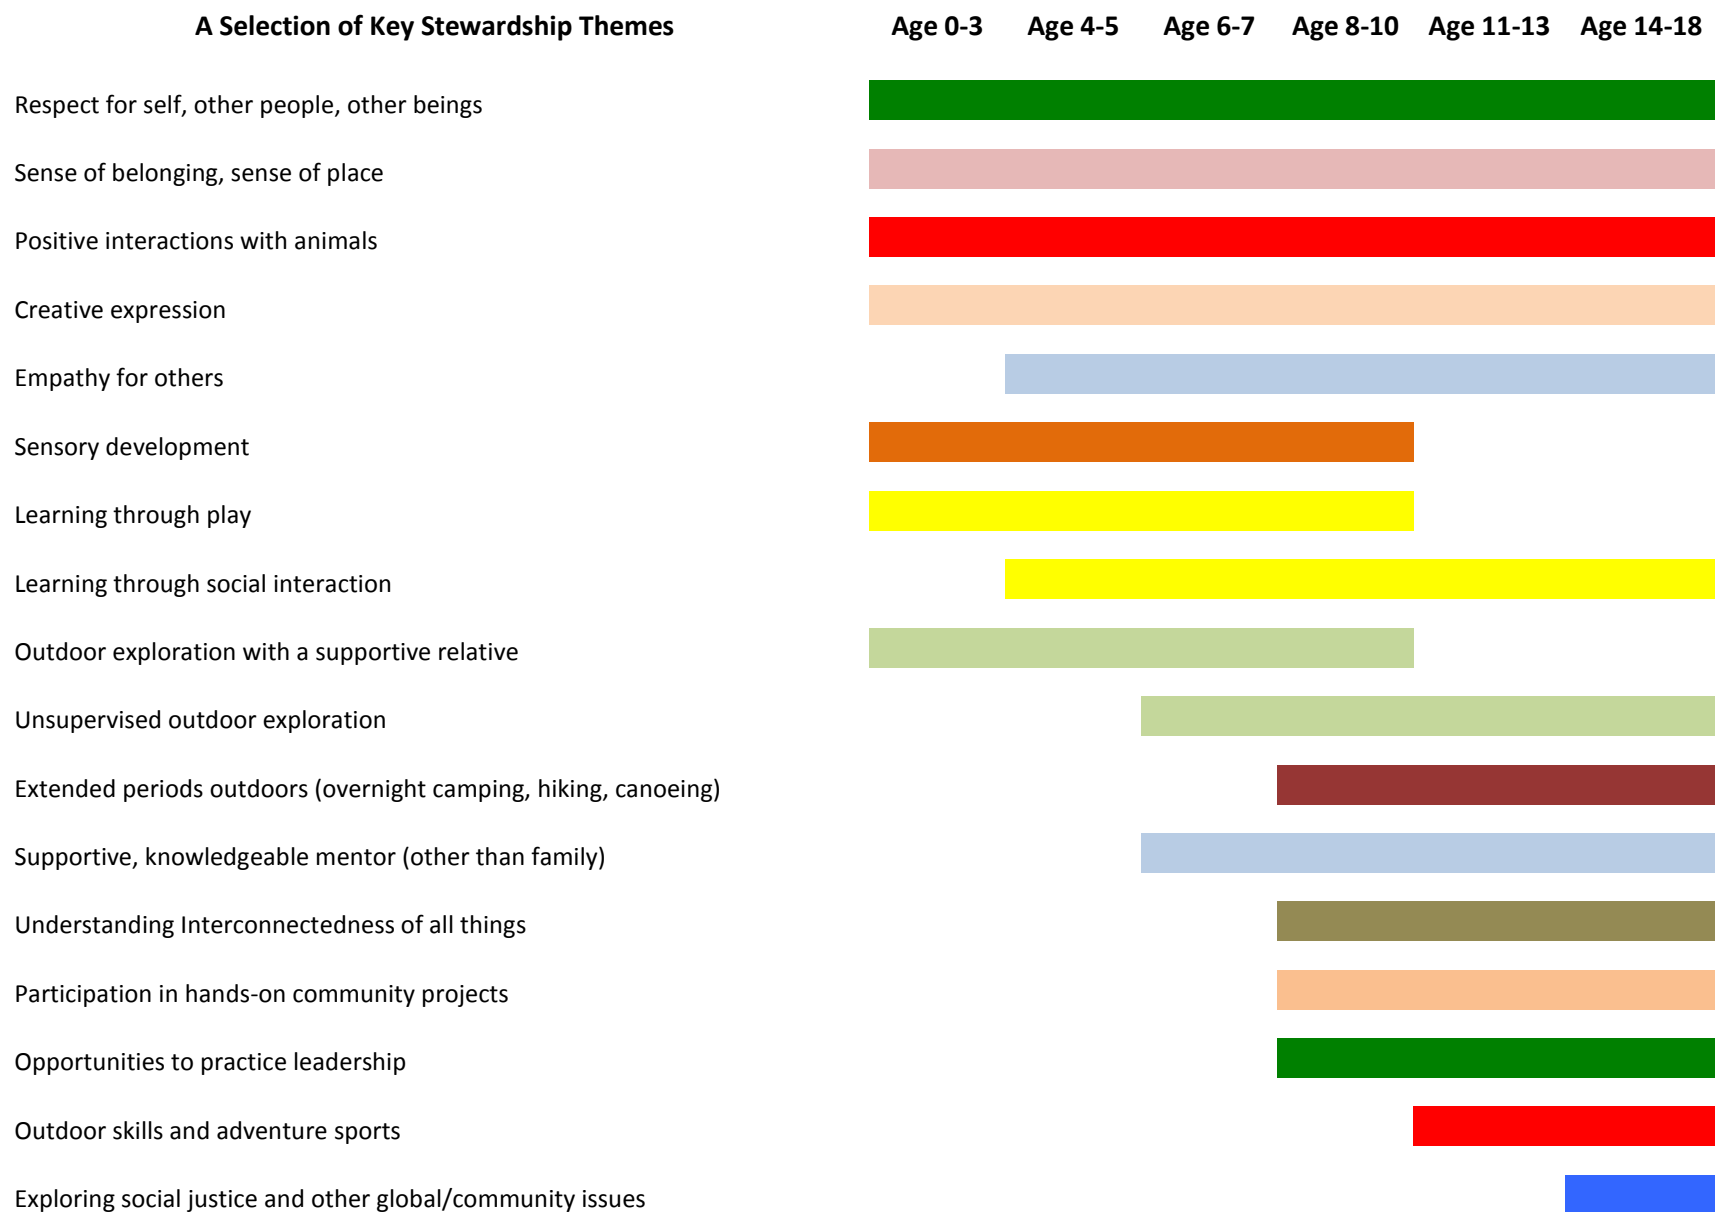 A Selection of Key Stewardship Themes Age 0-3 Age 4-5 Age 6-7 Age 8-10 Age 11-13 Age 14-18
Respect for self, other people, other beings
Sense of belonging, sense of place
Positive interactions with animals
Creative expression
Empathy for others
Sensory development
Learning through play
Learning through social interaction
Outdoor exploration with a supportive relative
Unsupervised outdoor exploration
Extended periods outdoors (overnight camping, hiking, canoeing)
Supportive, knowledgeable mentor (other than family)
Understanding Interconnectedness of all things
Participation in hands-on community projects
Opportunities to practice leadership
Outdoor skills and adventure sports
Exploring social justice and other global/community issues